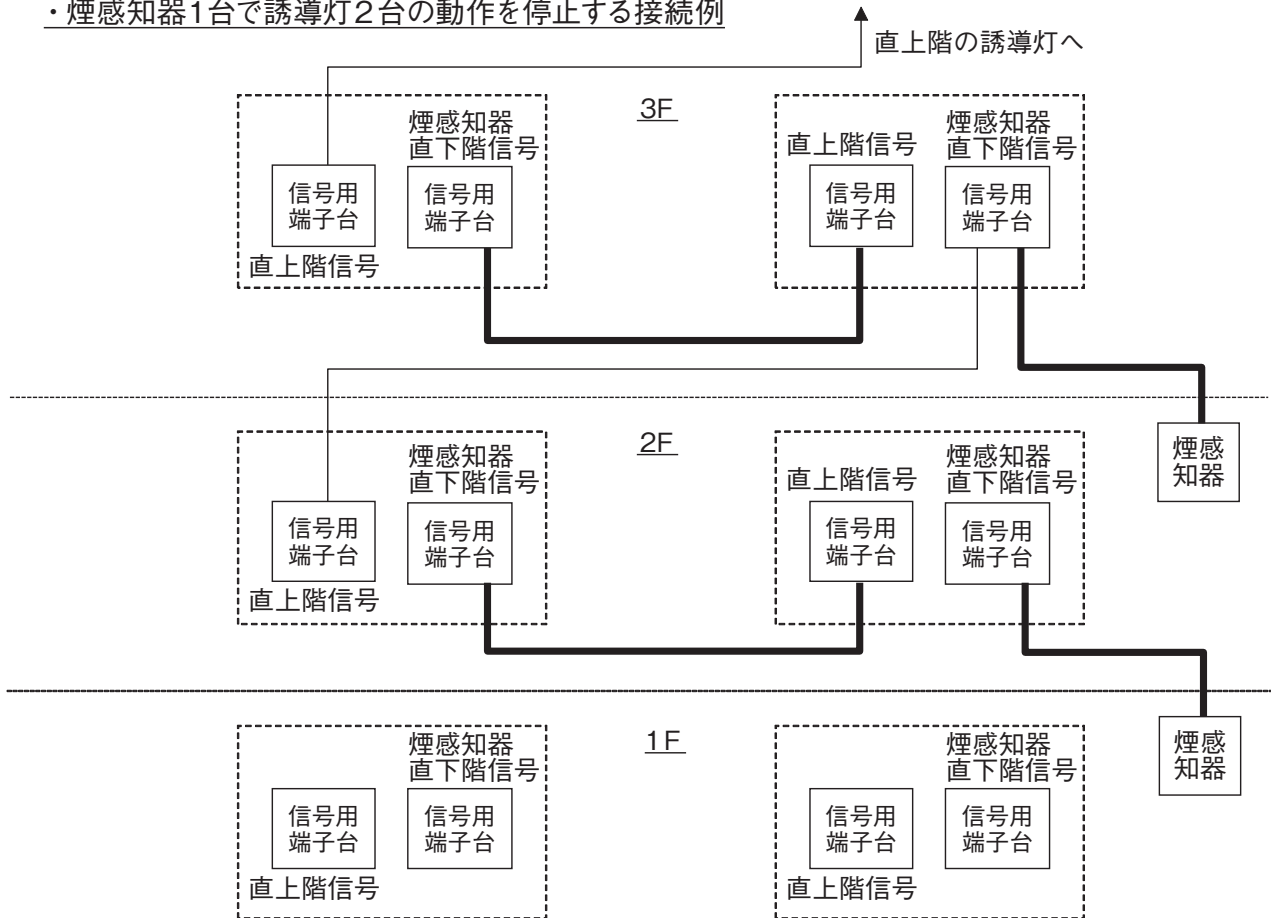 ・煙感知器1台で誘導灯2台の動作を停止する接続例
直上階の誘導灯へ
3F
煙感知器
直下階信号
信号用
端子台
信号用
端子台
直上階信号
直上階信号
煙感知器
直下階信号
信号用
端子台
信号用
端子台
2F
煙感知器
直下階信号
信号用
端子台
信号用
端子台
直上階信号
直上階信号
煙感知器
直下階信号
信号用
端子台
信号用
端子台
煙感
知器
1F
煙感知器
直下階信号
信号用
端子台
信号用
端子台
直上階信号
煙感知器
直下階信号
信号用
端子台
信号用
端子台
直上階信号
煙感
知器